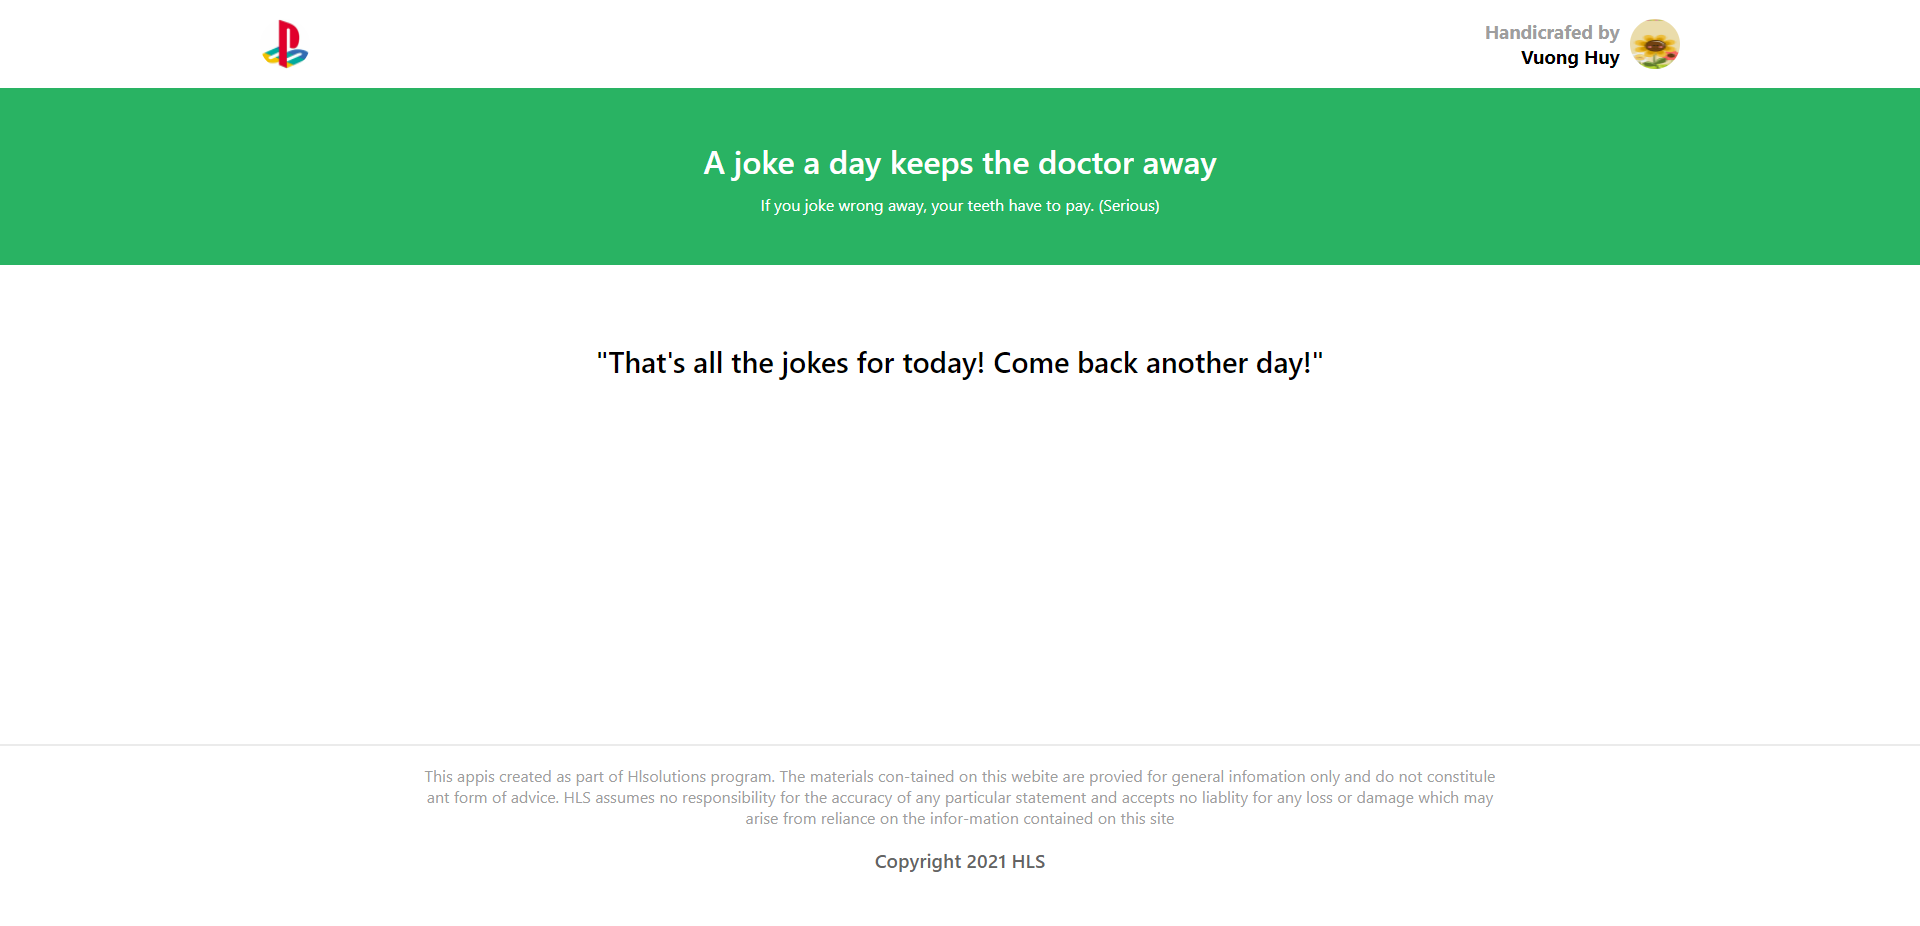 Handicrafed by
Vuong Huy
A joke a day keeps the doctor away
If you joke wrong away, your teeth have to pay. (Serious)
"That's all the jokes for today! Come back another day!"
This appis created as part of Hlsolutions program. The materials con-tained on this webite are provied for general infomation only and do not constitule
ant form of advice. HLS assumes no responsibility for the accuracy of any particular statement and accepts no liablity for any loss or damage which may
arise from reliance on the infor-mation contained on this site
Copyright 2021 HLS